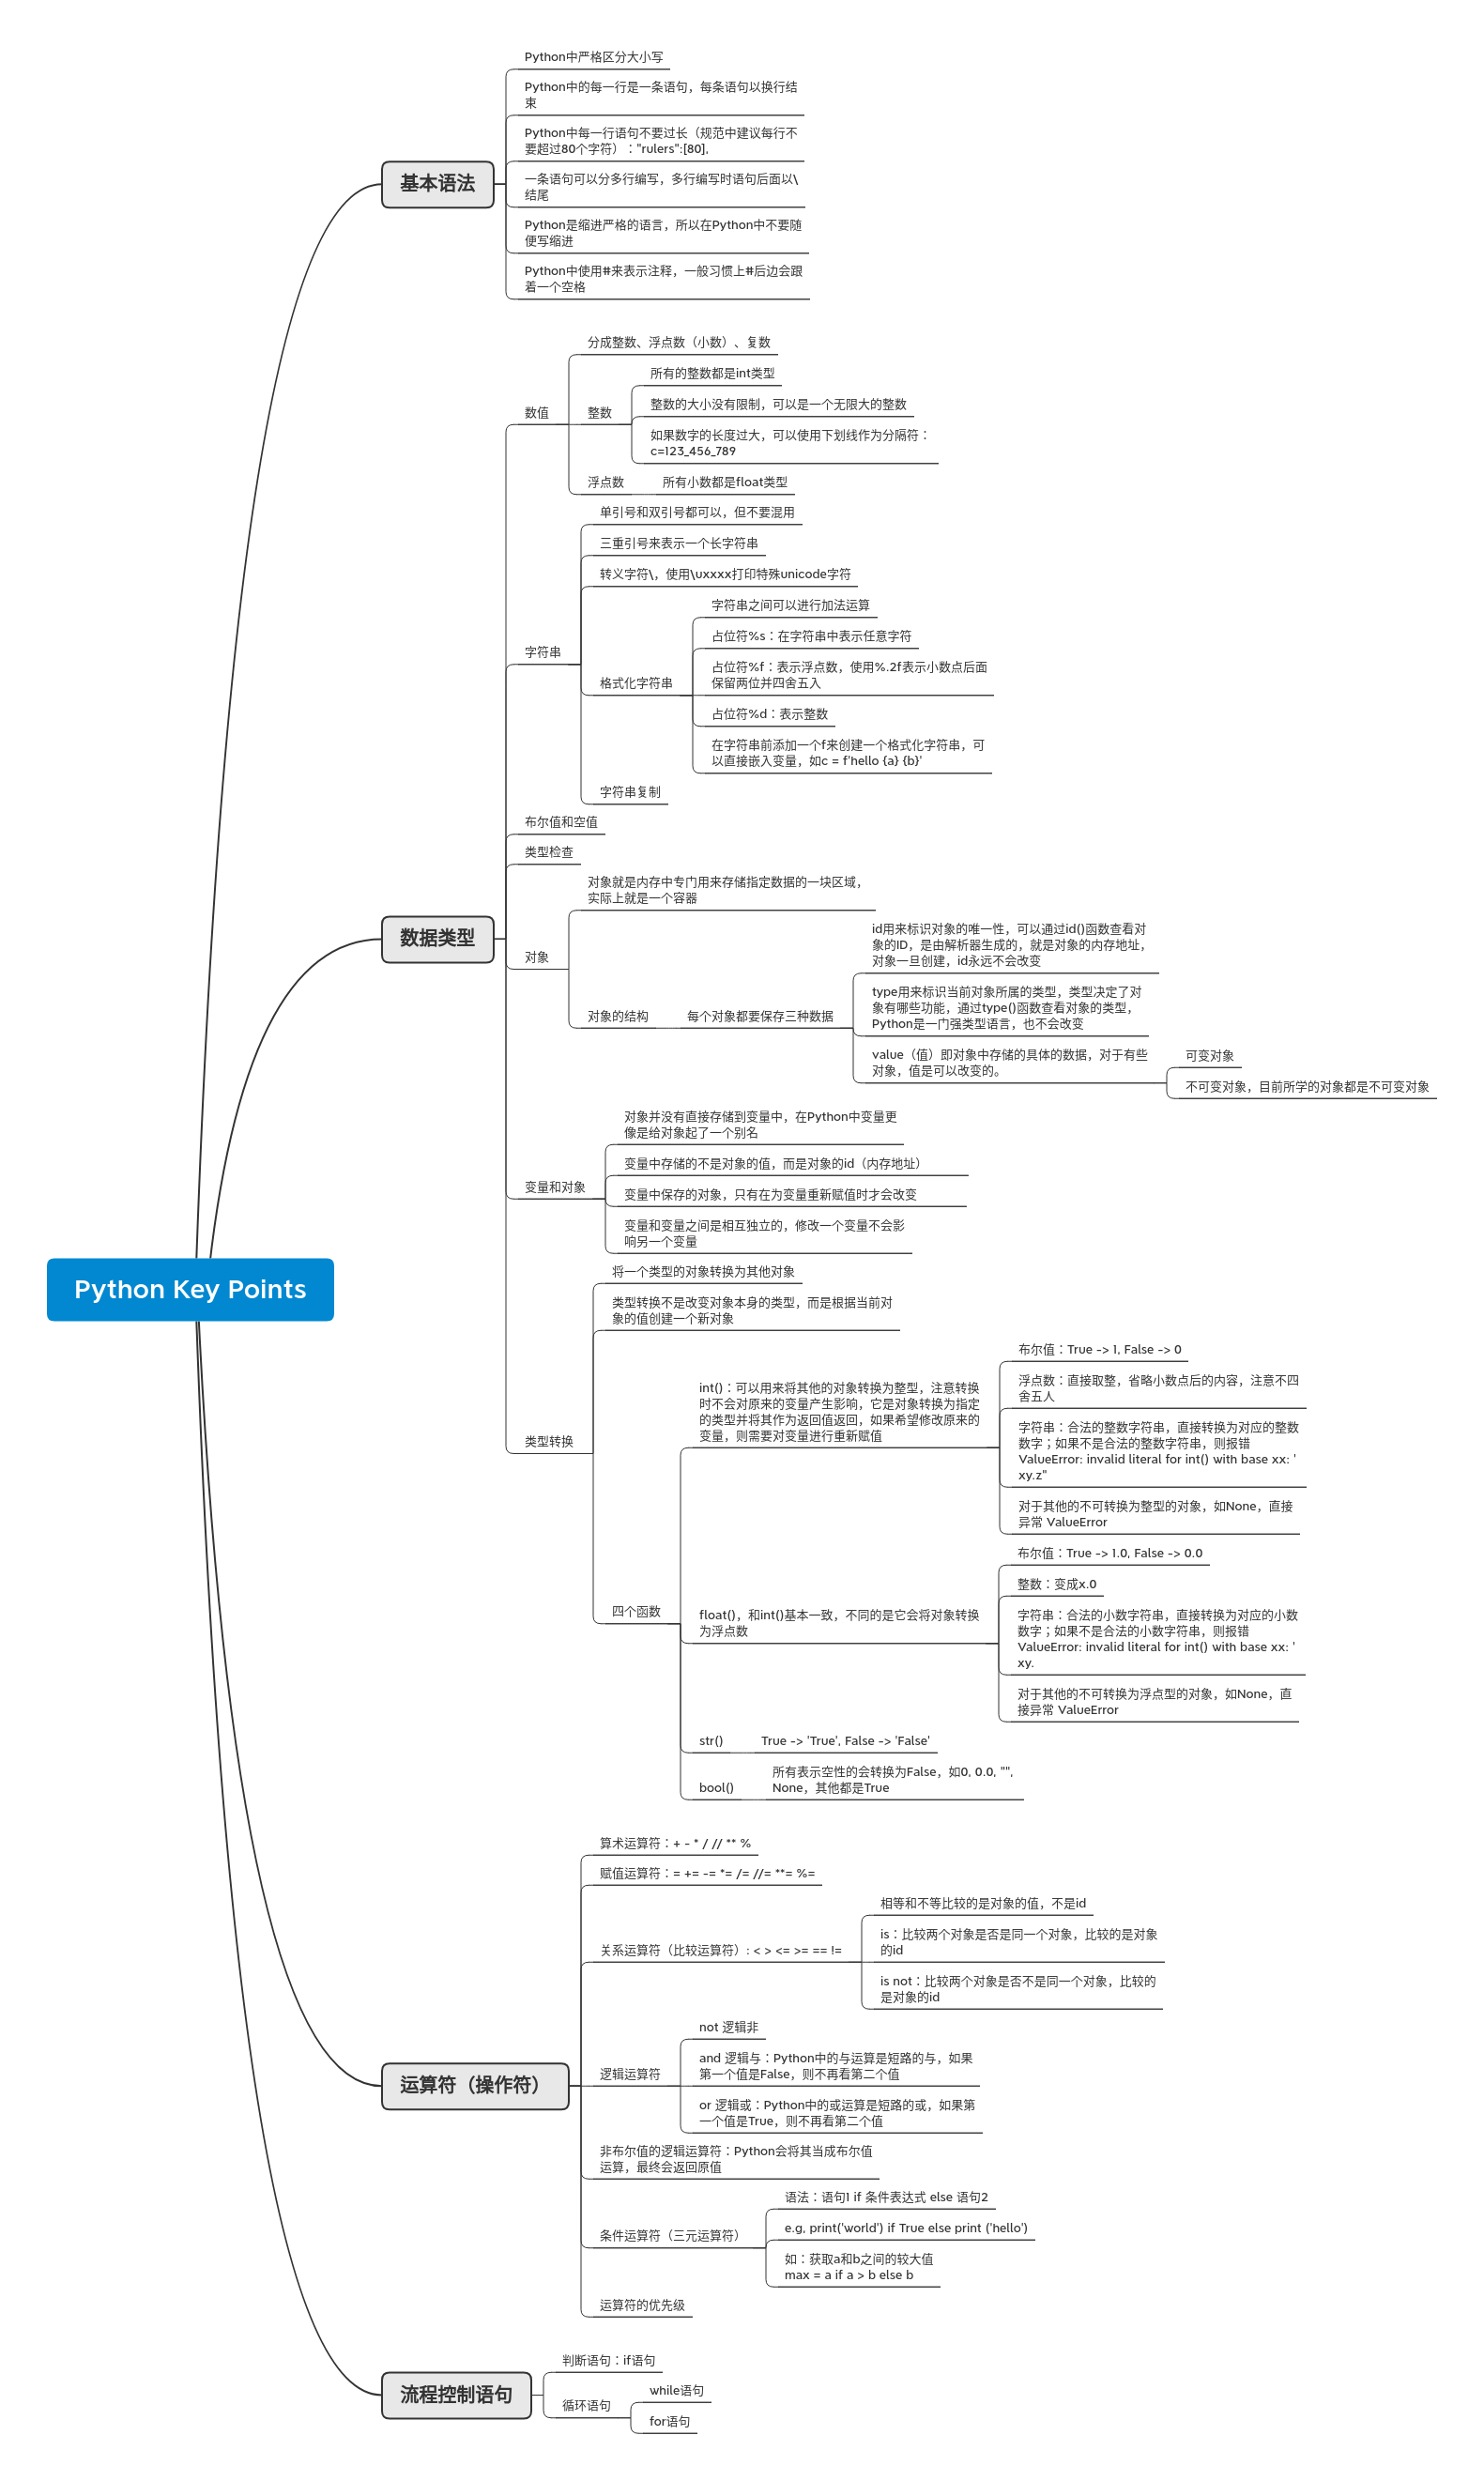 Python Key Points
基本语法
Python中严格区分大小写
Python中的每一行是一条语句，每条语句以换行结
束
Python中每一行语句不要过长（规范中建议每行不
要超过80个字符）："rulers":[80],
一条语句可以分多行编写，多行编写时语句后面以\
结尾
Python是缩进严格的语言，所以在Python中不要随
便写缩进
Python中使用#来表示注释，一般习惯上#后边会跟
着一个空格
数据类型
数值
分成整数、浮点数（小数）、复数
整数
所有的整数都是int类型
整数的大小没有限制，可以是一个无限大的整数
如果数字的长度过大，可以使用下划线作为分隔符：
c=123_456_789
浮点数
所有小数都是float类型
字符串
单引号和双引号都可以，但不要混用
三重引号来表示一个长字符串
转义字符\，使用\uxxxx打印特殊unicode字符
格式化字符串
字符串之间可以进行加法运算
占位符%s：在字符串中表示任意字符
占位符%f：表示浮点数，使用%.2f表示小数点后面
保留两位并四舍五入
占位符%d：表示整数
在字符串前添加一个f来创建一个格式化字符串，可
以直接嵌入变量，如c = f'hello {a} {b}'
字符串复制
布尔值和空值
类型检查
对象
对象就是内存中专门用来存储指定数据的一块区域，
实际上就是一个容器
对象的结构
每个对象都要保存三种数据
id用来标识对象的唯一性，可以通过id()函数查看对
象的ID，是由解析器生成的，就是对象的内存地址，
对象一旦创建，id永远不会改变
type用来标识当前对象所属的类型，类型决定了对
象有哪些功能，通过type()函数查看对象的类型，
Python是一门强类型语言，也不会改变
value（值）即对象中存储的具体的数据，对于有些
对象，值是可以改变的。
可变对象
不可变对象，目前所学的对象都是不可变对象
变量和对象
对象并没有直接存储到变量中，在Python中变量更
像是给对象起了一个别名
变量中存储的不是对象的值，而是对象的id（内存地址）
变量中保存的对象，只有在为变量重新赋值时才会改变
变量和变量之间是相互独立的，修改一个变量不会影
响另一个变量
类型转换
将一个类型的对象转换为其他对象
类型转换不是改变对象本身的类型，而是根据当前对
象的值创建一个新对象
四个函数
int()：可以用来将其他的对象转换为整型，注意转换
时不会对原来的变量产生影响，它是对象转换为指定
的类型并将其作为返回值返回，如果希望修改原来的
变量，则需要对变量进行重新赋值
布尔值：True -> 1, False -> 0
浮点数：直接取整，省略小数点后的内容，注意不四
舍五人
字符串：合法的整数字符串，直接转换为对应的整数
数字；如果不是合法的整数字符串，则报错
ValueError: invalid literal for int() with base xx: '
xy.z"
对于其他的不可转换为整型的对象，如None，直接
异常 ValueError
float()，和int()基本一致，不同的是它会将对象转换
为浮点数
布尔值：True -> 1.0, False -> 0.0
整数：变成x.0
字符串：合法的小数字符串，直接转换为对应的小数
数字；如果不是合法的小数字符串，则报错
ValueError: invalid literal for int() with base xx: '
xy.
对于其他的不可转换为浮点型的对象，如None，直
接异常 ValueError
str()
True -> 'True', False -> 'False'
bool()
所有表示空性的会转换为False，如0, 0.0, "",
None，其他都是True
运算符（操作符）
算术运算符：+ - * / // ** %
赋值运算符：= += -= *= /= //= **= %=
关系运算符（比较运算符）: < > <= >= == !=
相等和不等比较的是对象的值，不是id
is：比较两个对象是否是同一个对象，比较的是对象
的id
is not：比较两个对象是否不是同一个对象，比较的
是对象的id
逻辑运算符
not 逻辑非
and 逻辑与：Python中的与运算是短路的与，如果
第一个值是False，则不再看第二个值
or 逻辑或：Python中的或运算是短路的或，如果第
一个值是True，则不再看第二个值
非布尔值的逻辑运算符：Python会将其当成布尔值
运算，最终会返回原值
条件运算符（三元运算符）
语法：语句1 if 条件表达式 else 语句2
e.g, print('world') if True else print ('hello')
如：获取a和b之间的较大值
max = a if a > b else b
运算符的优先级
流程控制语句
判断语句：if语句
循环语句
while语句
for语句